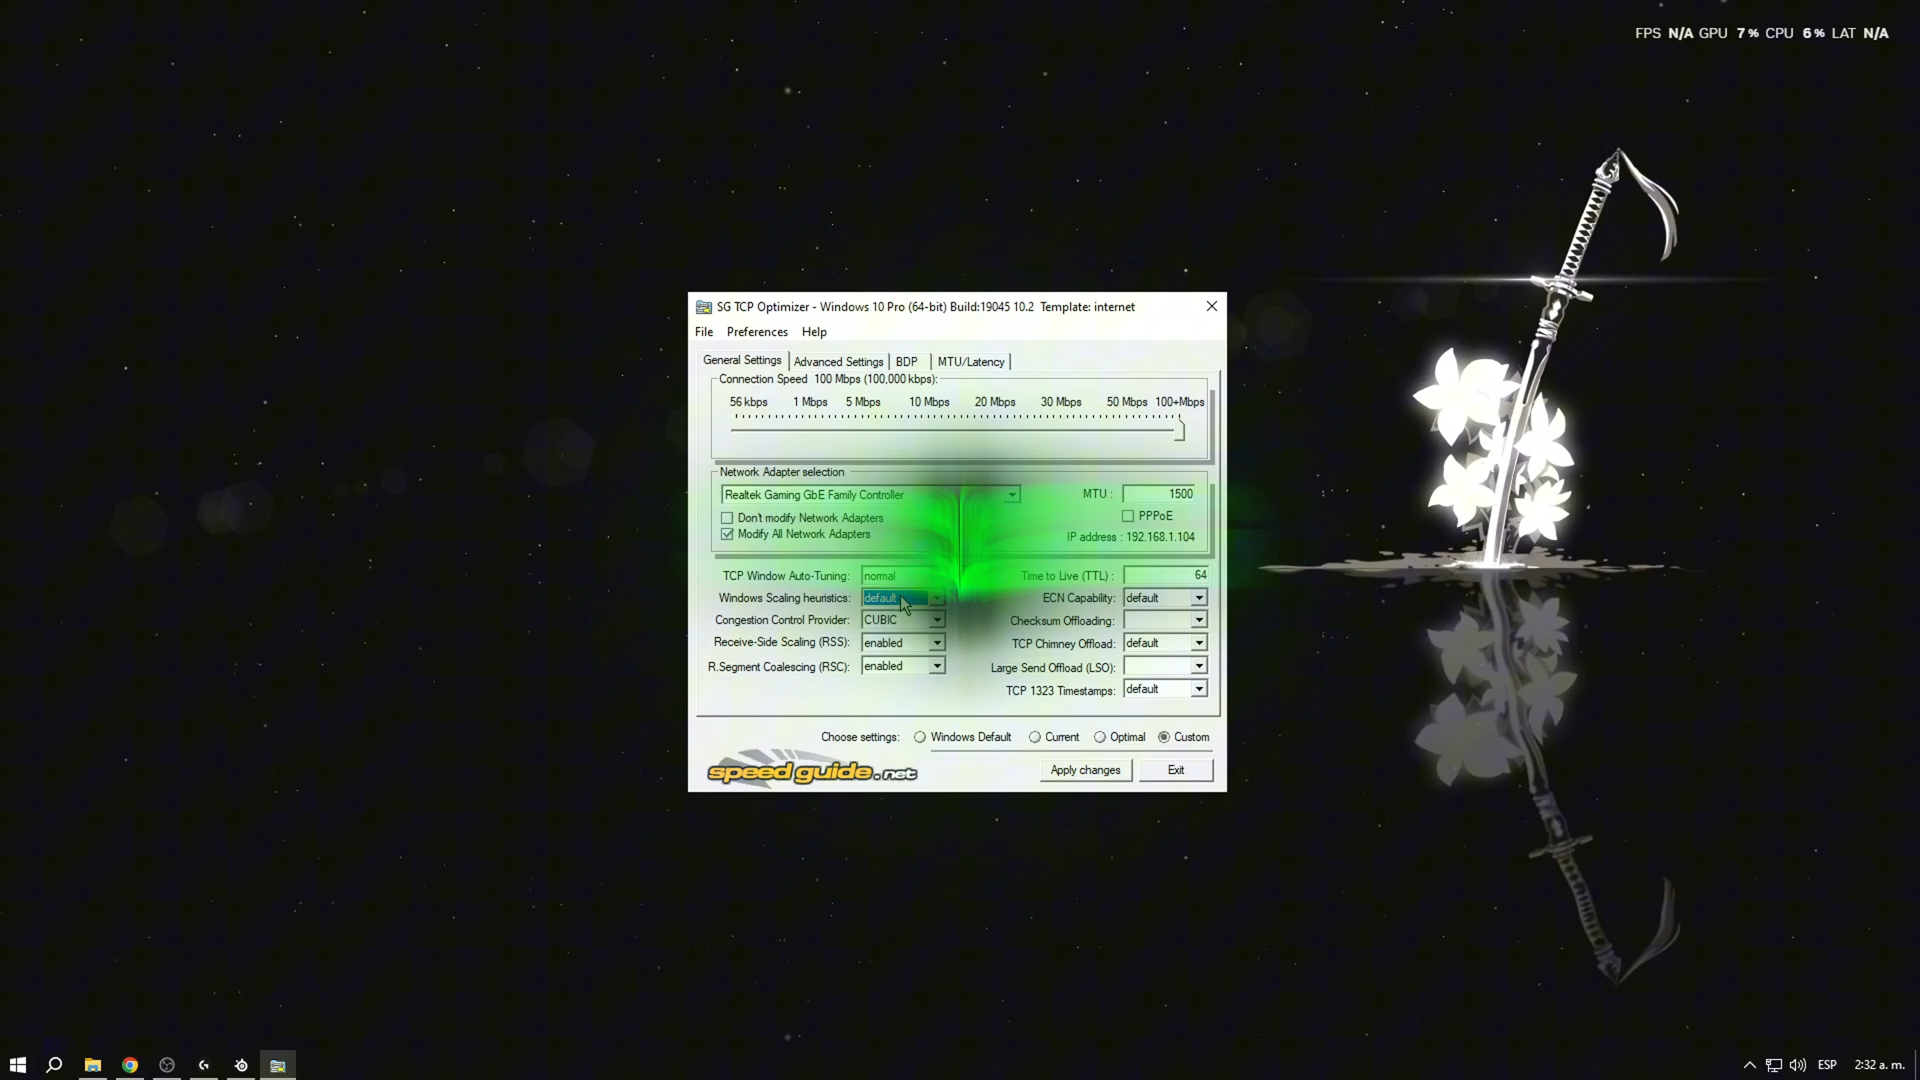 FPS N/A GPU 7% CPU 6% LAT N/A
SG TCP Optimizer - Windows 10 Pro (64-bit) Build:19045 10.2 Template: internet
File Preferences Help
General Settings Advanced Settings BDP MTU/Latency
Connection Speed 100 Mbps (100,000 kbps):
56 kbps 1 Mbps 5 Mbps 10 Mbps 20 Mbps 30 Mbps 50 Mbps 100+Mbps
Network Adapter selection
Realtek Gaming GbE Family Controller MTU : 1500
Don't modify Network Adapters PPPoE
Modify All Network Adapters IP address : 192.168.1.104
TCP Window Auto-Tuning: normal Time to Live (TTL) : 64
Windows Scaling heuristics: default ECN Capability: default
Congestion Control Provider: CUBIC Checksum Offloading:
Receive-Side Scaling (RSS): enabled TCP Chimney Offload: default
R.Segment Coalescing (RSC): enabled Large Send Offload (LSO):
TCP 1323 Timestamps: default
Choose settings: Windows Default Current Optimal Custom
speed guide.net Apply changes Exit
ESP 2:32 a. m.